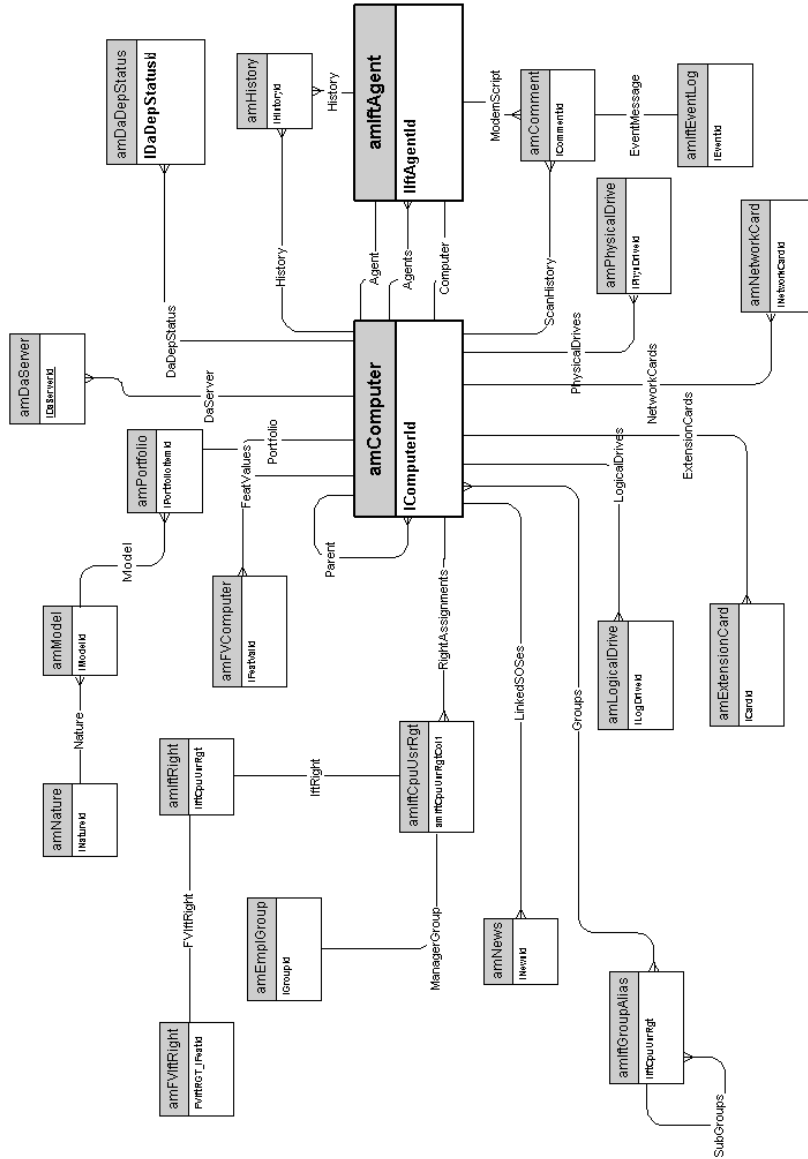 amDaDepStatus
lDaDepStatusId
amHistory
lHistoryId
History
amIftAgent
lIftAgentId
ModemScript
amComment
lCommentId
EventMessage
amIftEventLog
lEventId
DaDepStatus
History
Agent
Agents
Computer
ScanHistory
amPhysicalDrive
lPhysDriveId
PhysicalDrives
amNetworkCard
lNetworkCardId
NetworkCards
amDaServer
lDaServerId
DaServer
amComputer
lComputerId
amPortfolio
lPortfolioItemId
Portfolio
FeatValues
Parent
ExtensionCards
LogicalDrives
Model
amModel
lModelId
amFVComputer
lFeatValId
RightAssignments
LinkedSOSes
Groups
amLogicalDrive
lLogDriveId
amExtensionCard
lCardId
Nature
amNature
lNatureId
amIftRight
lIftCpuUsrRgt
IftRight
amIftCpuUsrRgt
amIftCpuUsrRgtCol1
FVIftRight
amEmplGroup
lGroupId
ManagerGroup
amNews
lNewsId
amFVIftRight
FVIftRGT_lFeatId
amIftGroupAlias
lIftCpuUsrRgt
SubGroups